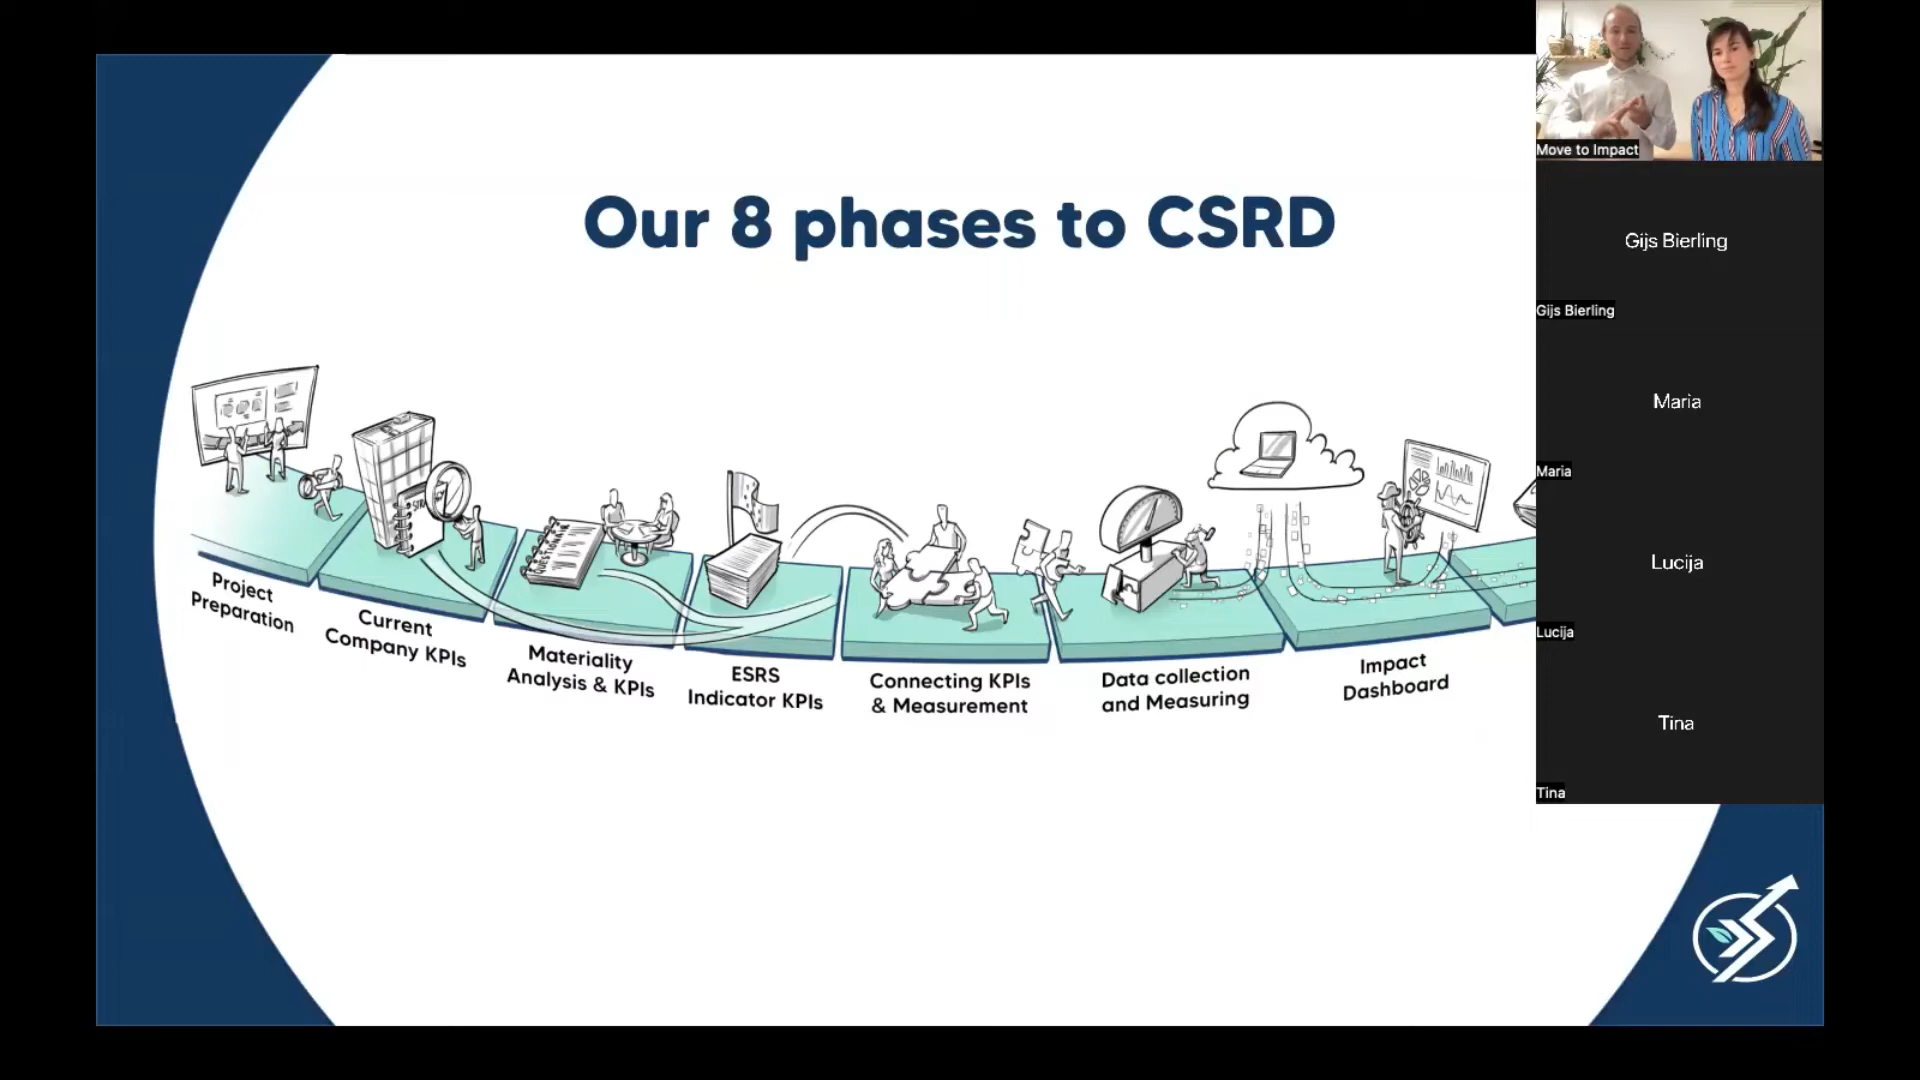 Our 8 phases to CSRD
Project
Preparation
Current
Company KPIs
Materiality
Analysis & KPIs
ESRS
Indicator KPIs
Connecting KPIs
& Measurement
Data collection
and Measuring
Impact
Dashboard
Move to Impact
Gijs Bierling
Gijs Bierling
Maria
Maria
Lucija
Lucija
Tina
Tina